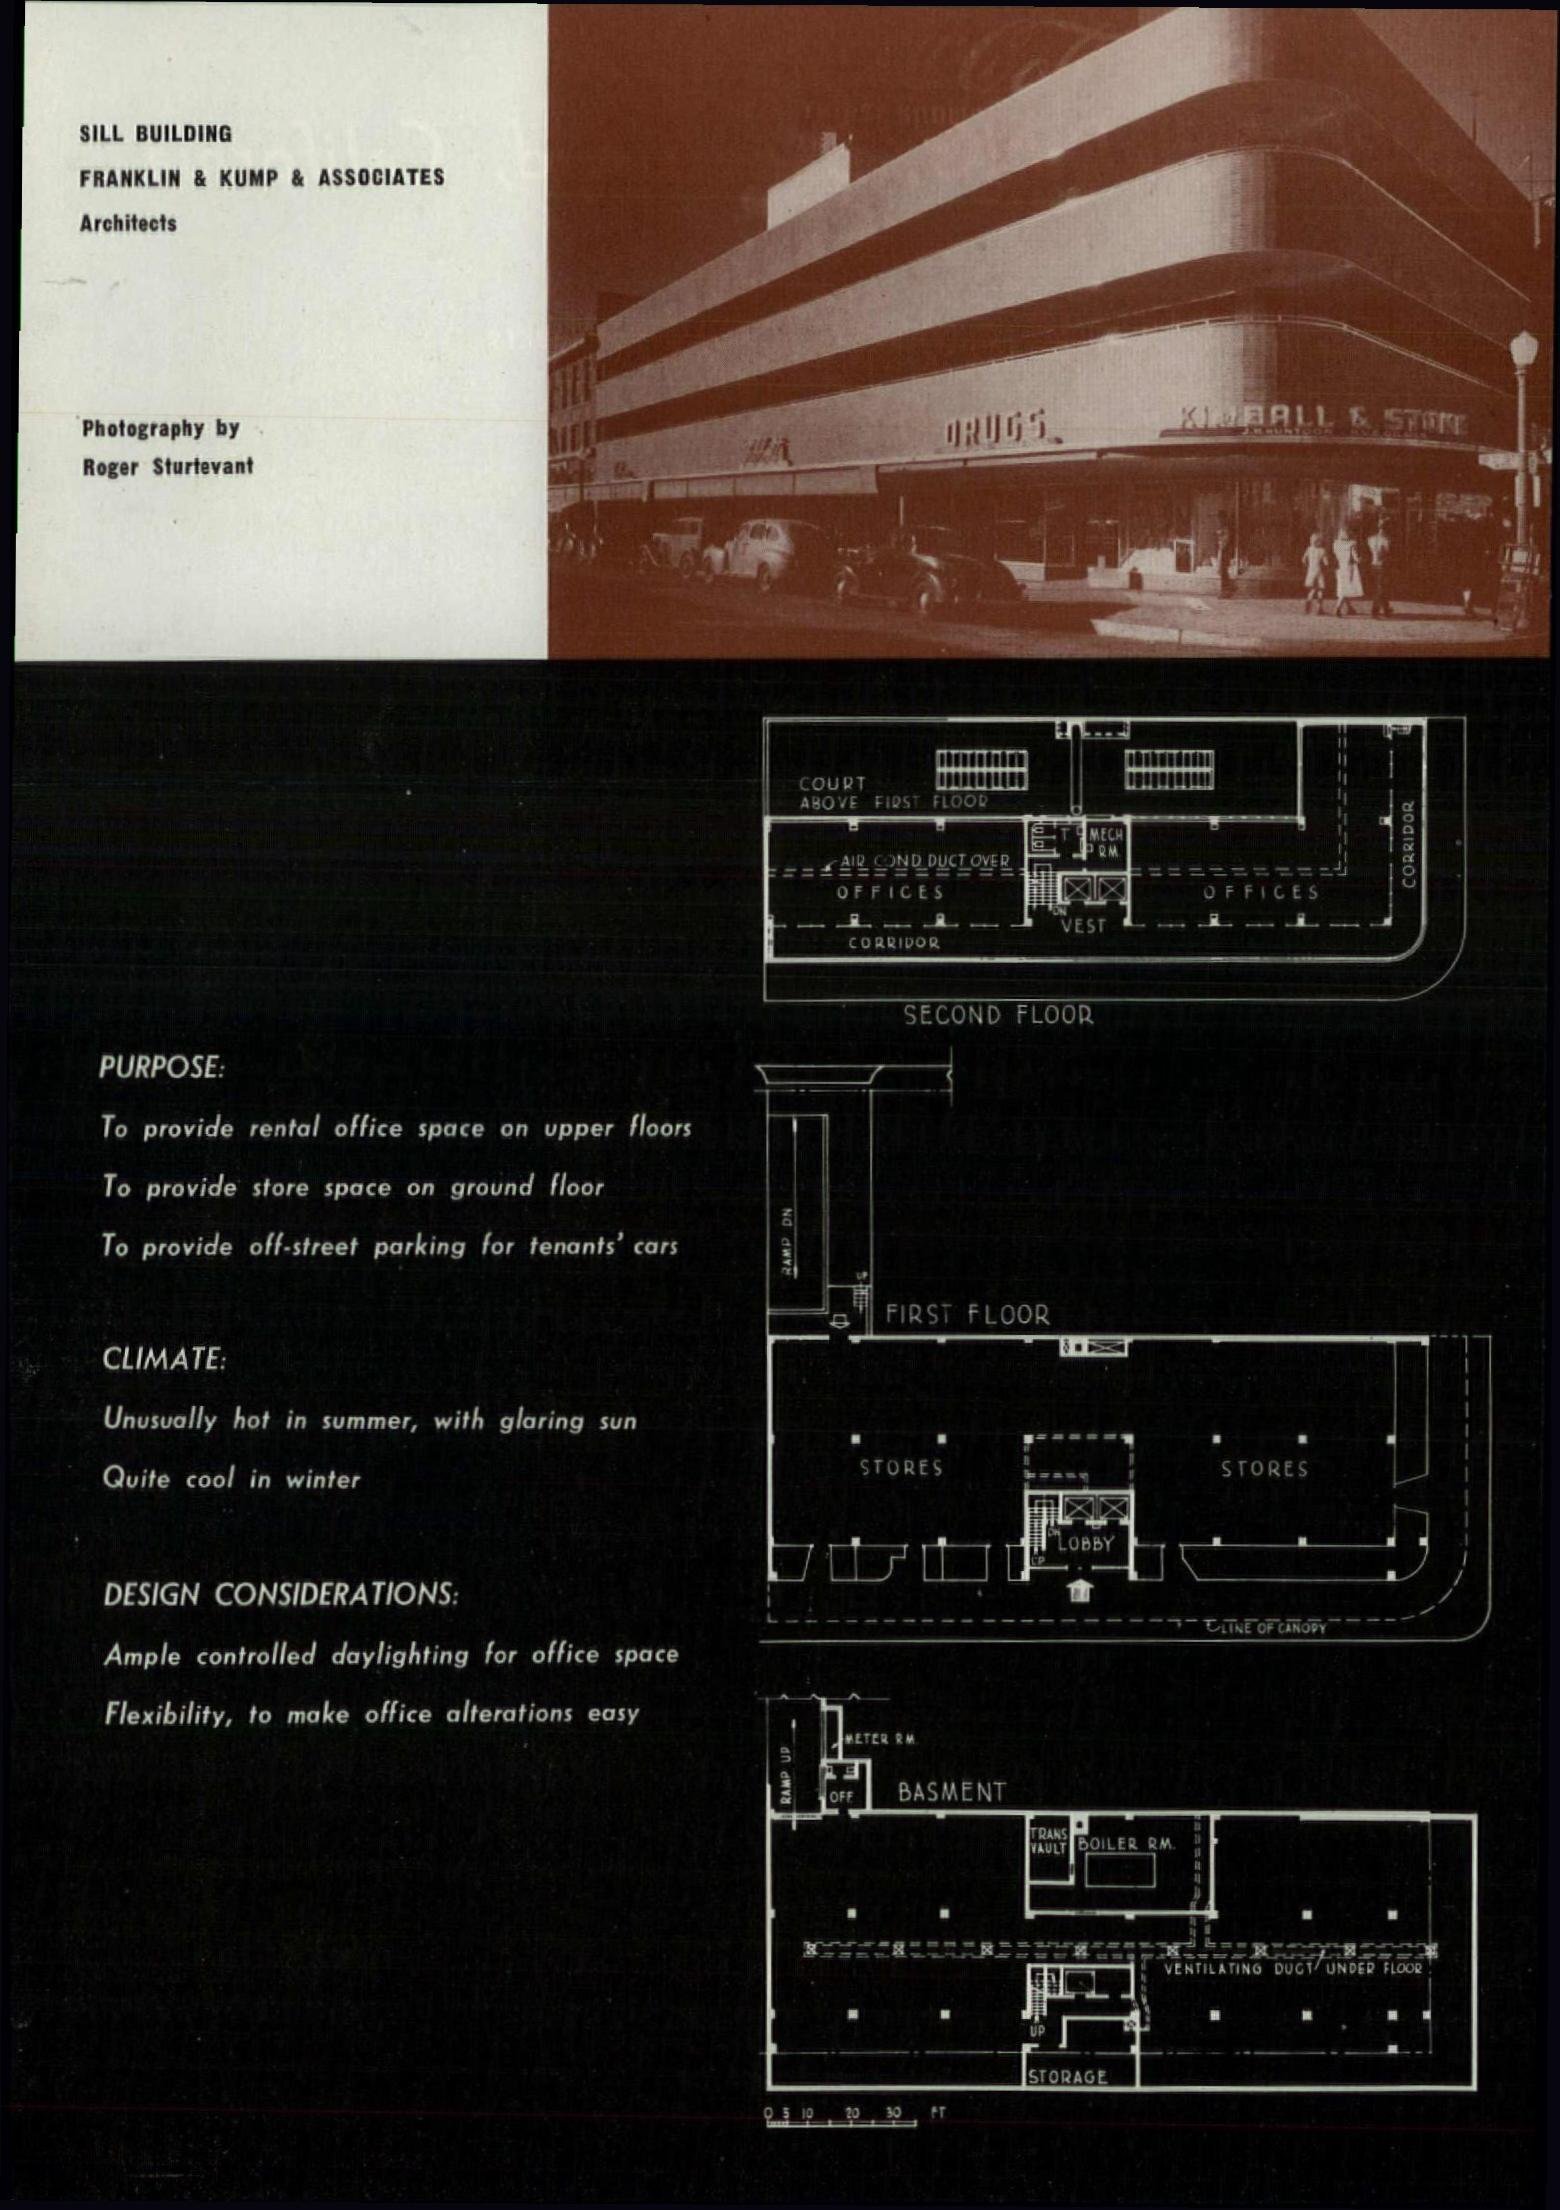 SILL BUILDING
FRANKLIN & KUMP & ASSOCIATES
Architects
Photography by
Roger Sturtevant
DRUGS
KIMBALL & STONE
COURT
ABOVE FIRST FLOOR
T
MECH
RM.
AIR COND DUCT OVER
OFFICES
OFFICES
CORRIDOR
DN
VEST
CORRIDOR
SECOND FLOOR
PURPOSE:
To provide rental office space on upper floors
To provide store space on ground floor
To provide off-street parking for tenants' cars
CLIMATE:
Unusually hot in summer, with glaring sun
Quite cool in winter
DESIGN CONSIDERATIONS:
Ample controlled daylighting for office space
Flexibility, to make office alterations easy
RAMP DN
UP
FIRST FLOOR
STORES
STORES
DN
LOBBY
UP
LINE OF CANOPY
RAMP UP
METER RM.
OFF.
BASMENT
TRANS
VAULT
BOILER RM.
VENTILATING DUCT UNDER FLOOR
UP
STORAGE
0 5 10 20 30 FT